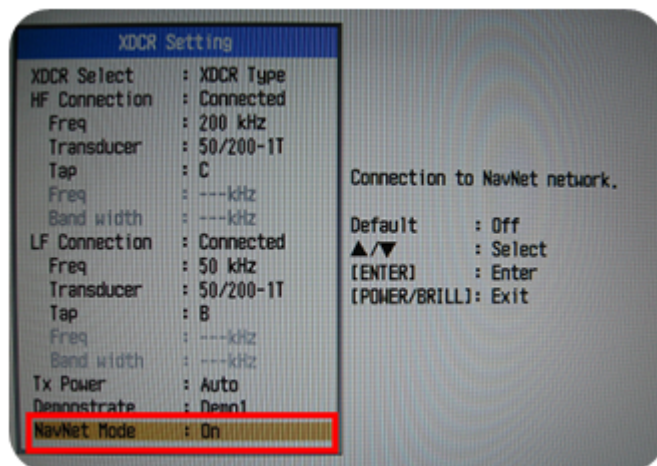 XDCR Setting
XDCR Select : XDCR Type
HF Connection : Connected
Freq : 200 kHz
Transducer : 50/200-1T
Tap : C
Freq : ---kHz
Band width : ---kHz
LF Connection : Connected
Freq : 50 kHz
Transducer : 50/200-1T
Tap : B
Freq : ---kHz
Band width : ---kHz
Tx Power : Auto
Demonstrate : Demo1
NavNet Mode : On
Connection to NavNet network.
Default : Off
▲/▼ : Select
[ENTER] : Enter
[POWER/BRILL]: Exit